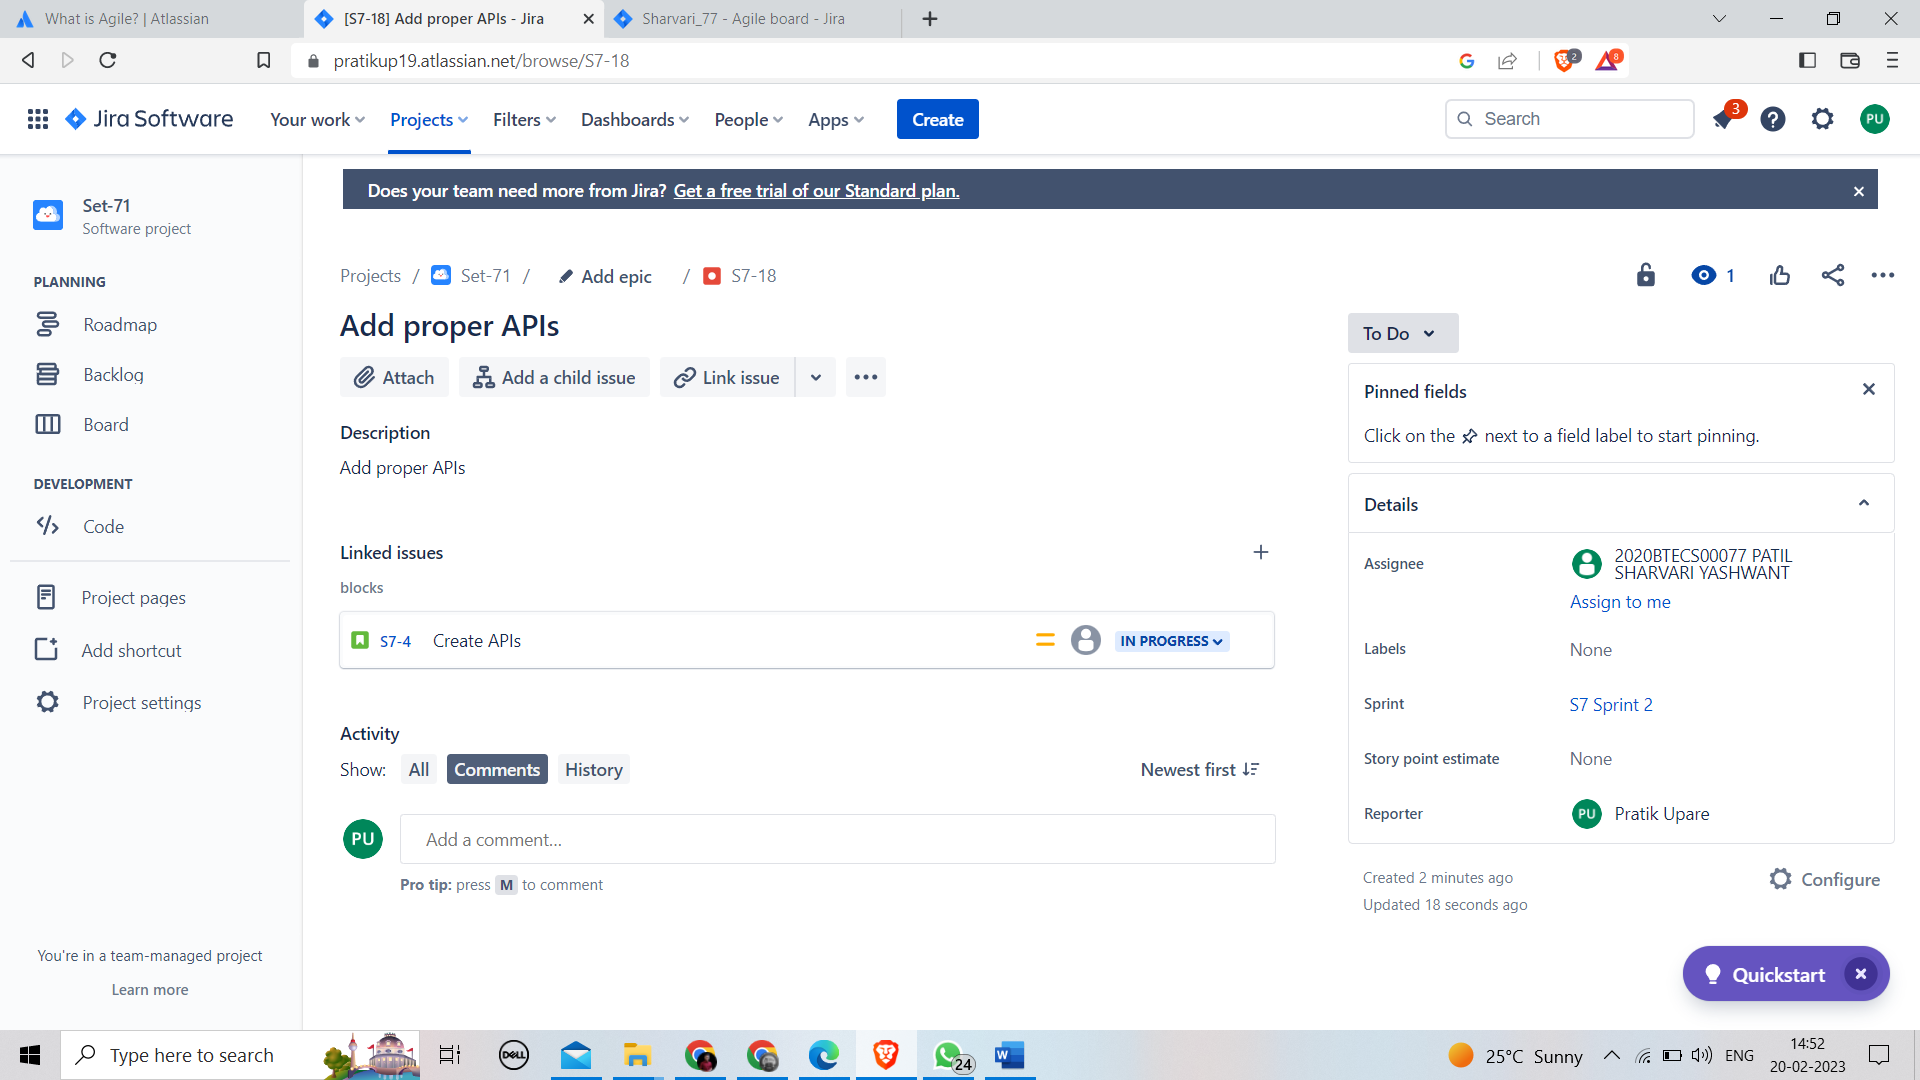 What is Agile? | Atlassian
[S7-18] Add proper APIs - Jira
Sharvari_77 - Agile board - Jira
pratikup19.atlassian.net/browse/S7-18
2
8
Jira Software
Your work
Projects
Filters
Dashboards
People
Apps
Create
Search
3
PU
Does your team need more from Jira? Get a free trial of our Standard plan.
Set-71
Software project
PLANNING
Roadmap
Backlog
Board
DEVELOPMENT
Code
Project pages
Add shortcut
Project settings
You're in a team-managed project
Learn more
Projects / Set-71 / Add epic / S7-18
1
Add proper APIs
Attach
Add a child issue
Link issue
Description
Add proper APIs
Linked issues
blocks
S7-4 Create APIs
IN PROGRESS
Activity
Show: All Comments History
Newest first
PU
Add a comment...
Pro tip: press M to comment
To Do
Pinned fields
Click on the next to a field label to start pinning.
Details
Assignee
2020BTECS00077 PATIL
SHARVARI YASHWANT
Assign to me
Labels
None
Sprint
S7 Sprint 2
Story point estimate
None
Reporter
PU Pratik Upare
Created 2 minutes ago
Configure
Updated 18 seconds ago
Quickstart
Type here to search
DELL
24
25°C Sunny
ENG
14:52
20-02-2023